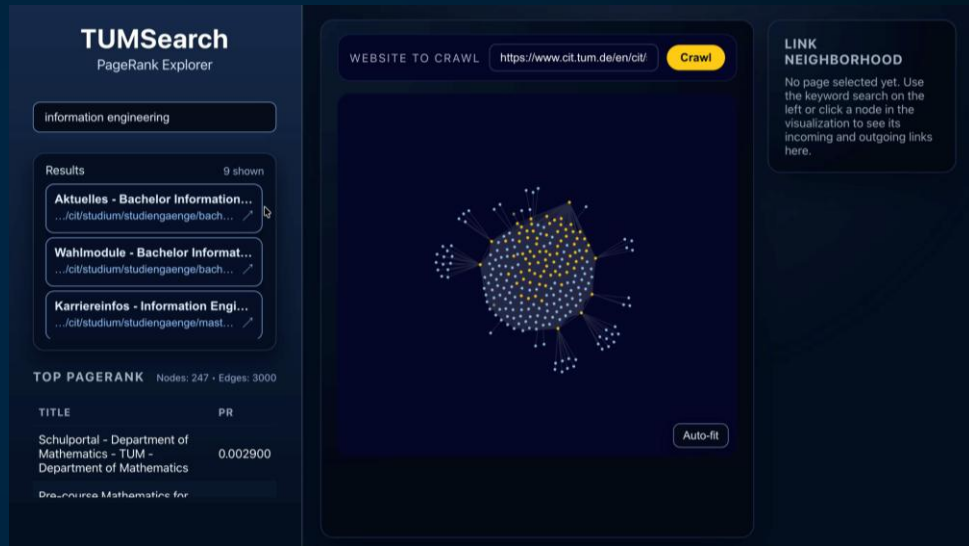 TUMSearch
PageRank Explorer
information engineering
Results
9 shown
Aktuelles - Bachelor Information...
.../cit/studium/studiengaenge/bach...
Wahlmodule - Bachelor Informat...
.../cit/studium/studiengaenge/bach...
Karriereinfos - Information Engi...
.../cit/studium/studiengaenge/mast...
TOP PAGERANK
Nodes: 247 • Edges: 3000
TITLE PR
Schulportal - Department of
Mathematics - TUM - 0.002900
Department of Mathematics
Pre-course Mathematics for
WEBSITE TO CRAWL
https://www.cit.tum.de/en/cit/
Crawl
Auto-fit
LINK
NEIGHBORHOOD
No page selected yet. Use
the keyword search on the
left or click a node in the
visualization to see its
incoming and outgoing links
here.